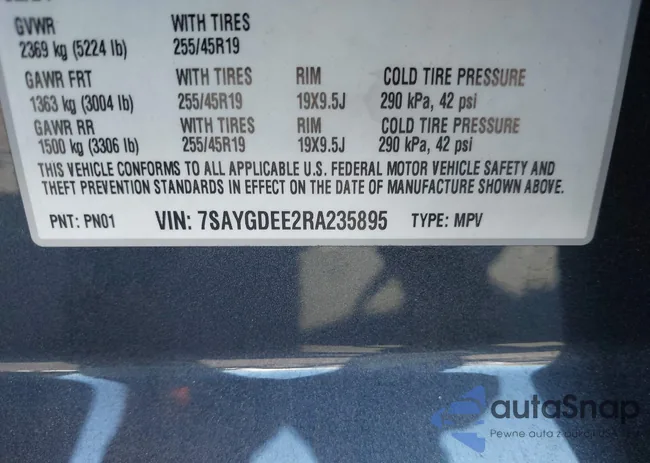 GVWR WITH TIRES
2369 kg (5224 lb) 255/45R19
GAWR FRT WITH TIRES RIM COLD TIRE PRESSURE
1363 kg (3004 lb) 255/45R19 19X9.5J 290 kPa, 42 psi
GAWR RR WITH TIRES RIM COLD TIRE PRESSURE
1500 kg (3306 lb) 255/45R19 19X9.5J 290 kPa, 42 psi
THIS VEHICLE CONFORMS TO ALL APPLICABLE U.S. FEDERAL MOTOR VEHICLE SAFETY AND
THEFT PREVENTION STANDARDS IN EFFECT ON THE DATE OF MANUFACTURE SHOWN ABOVE.
PNT: PN01 VIN: 7SAYGDEE2RA235895 TYPE: MPV
autaSnap
Pewne auta z